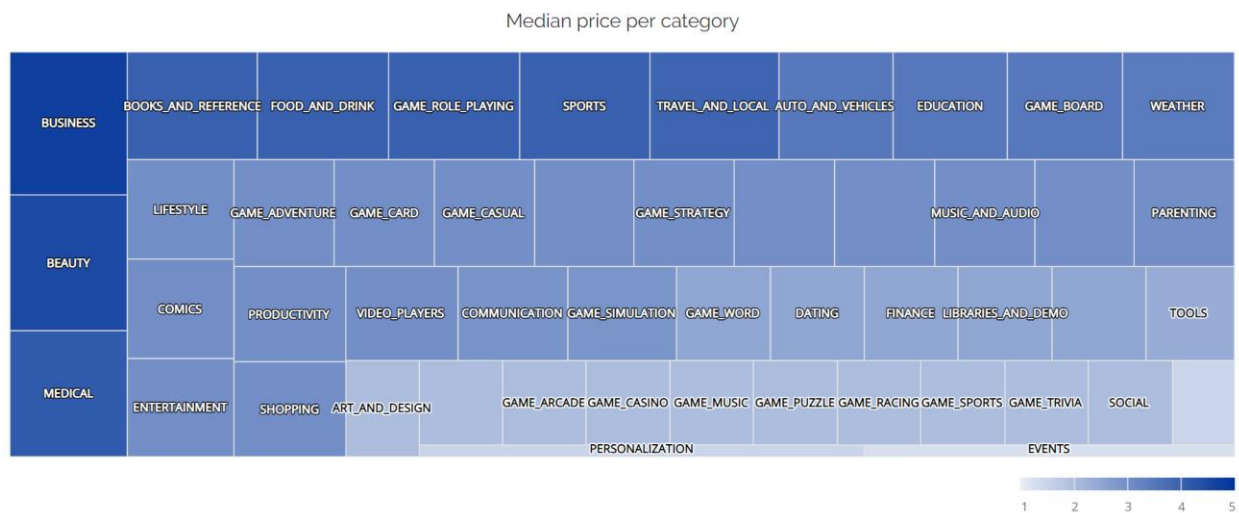 Median price per category
BUSINESS
BOOKS_AND_REFERENCE
FOOD_AND_DRINK
GAME_ROLE_PLAYING
SPORTS
TRAVEL_AND_LOCAL
AUTO_AND_VEHICLES
EDUCATION
GAME_BOARD
WEATHER
LIFESTYLE
GAME_ADVENTURE
GAME_CARD
GAME_CASUAL
GAME_STRATEGY
MUSIC_AND_AUDIO
PARENTING
BEAUTY
COMICS
PRODUCTIVITY
VIDEO_PLAYERS
COMMUNICATION
GAME_SIMULATION
GAME_WORD
DATING
FINANCE
LIBRARIES_AND_DEMO
TOOLS
MEDICAL
ENTERTAINMENT
SHOPPING
ART_AND_DESIGN
GAME_ARCADE
GAME_CASINO
GAME_MUSIC
GAME_PUZZLE
GAME_RACING
GAME_SPORTS
GAME_TRIVIA
SOCIAL
PERSONALIZATION
EVENTS
1 2 3 4 5